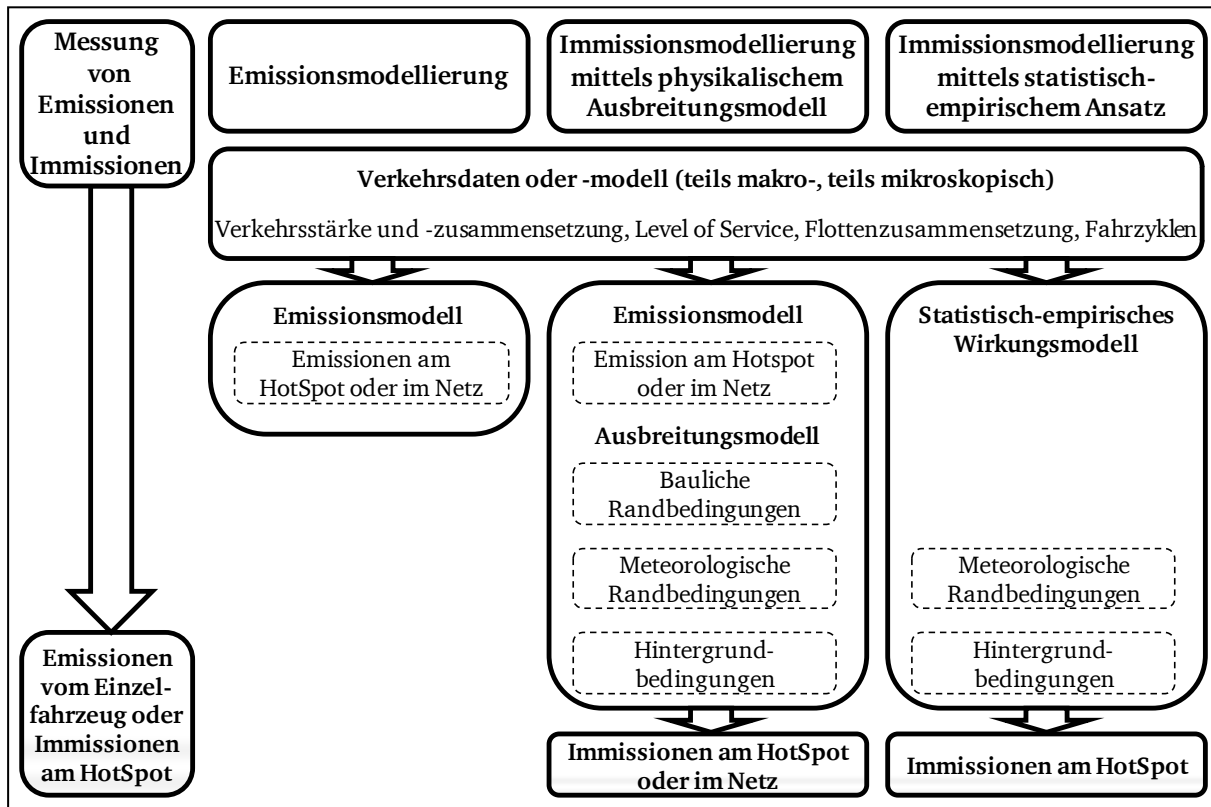 Messung
von
Emissionen
und
Immissionen
Emissionsmodellierung
Immissionsmodellierung
mittels physikalischem
Ausbreitungsmodell
Immissionsmodellierung
mittels statistisch-
empirischem Ansatz
Verkehrsdaten oder -modell (teils makro-, teils mikroskopisch)
Verkehrsstärke und -zusammensetzung, Level of Service, Flottenzusammensetzung, Fahrzyklen
Emissionsmodell
Emissionen am
HotSpot oder im Netz
Emissionsmodell
Emission am Hotspot
oder im Netz
Ausbreitungsmodell
Bauliche
Randbedingungen
Meteorologische
Randbedingungen
Hintergrund-
bedingungen
Statistisch-empirisches
Wirkungsmodell
Meteorologische
Randbedingungen
Hintergrund-
bedingungen
Emissionen
vom Einzel-
fahrzeug oder
Immissionen
am HotSpot
Immissionen am HotSpot
oder im Netz
Immissionen am HotSpot